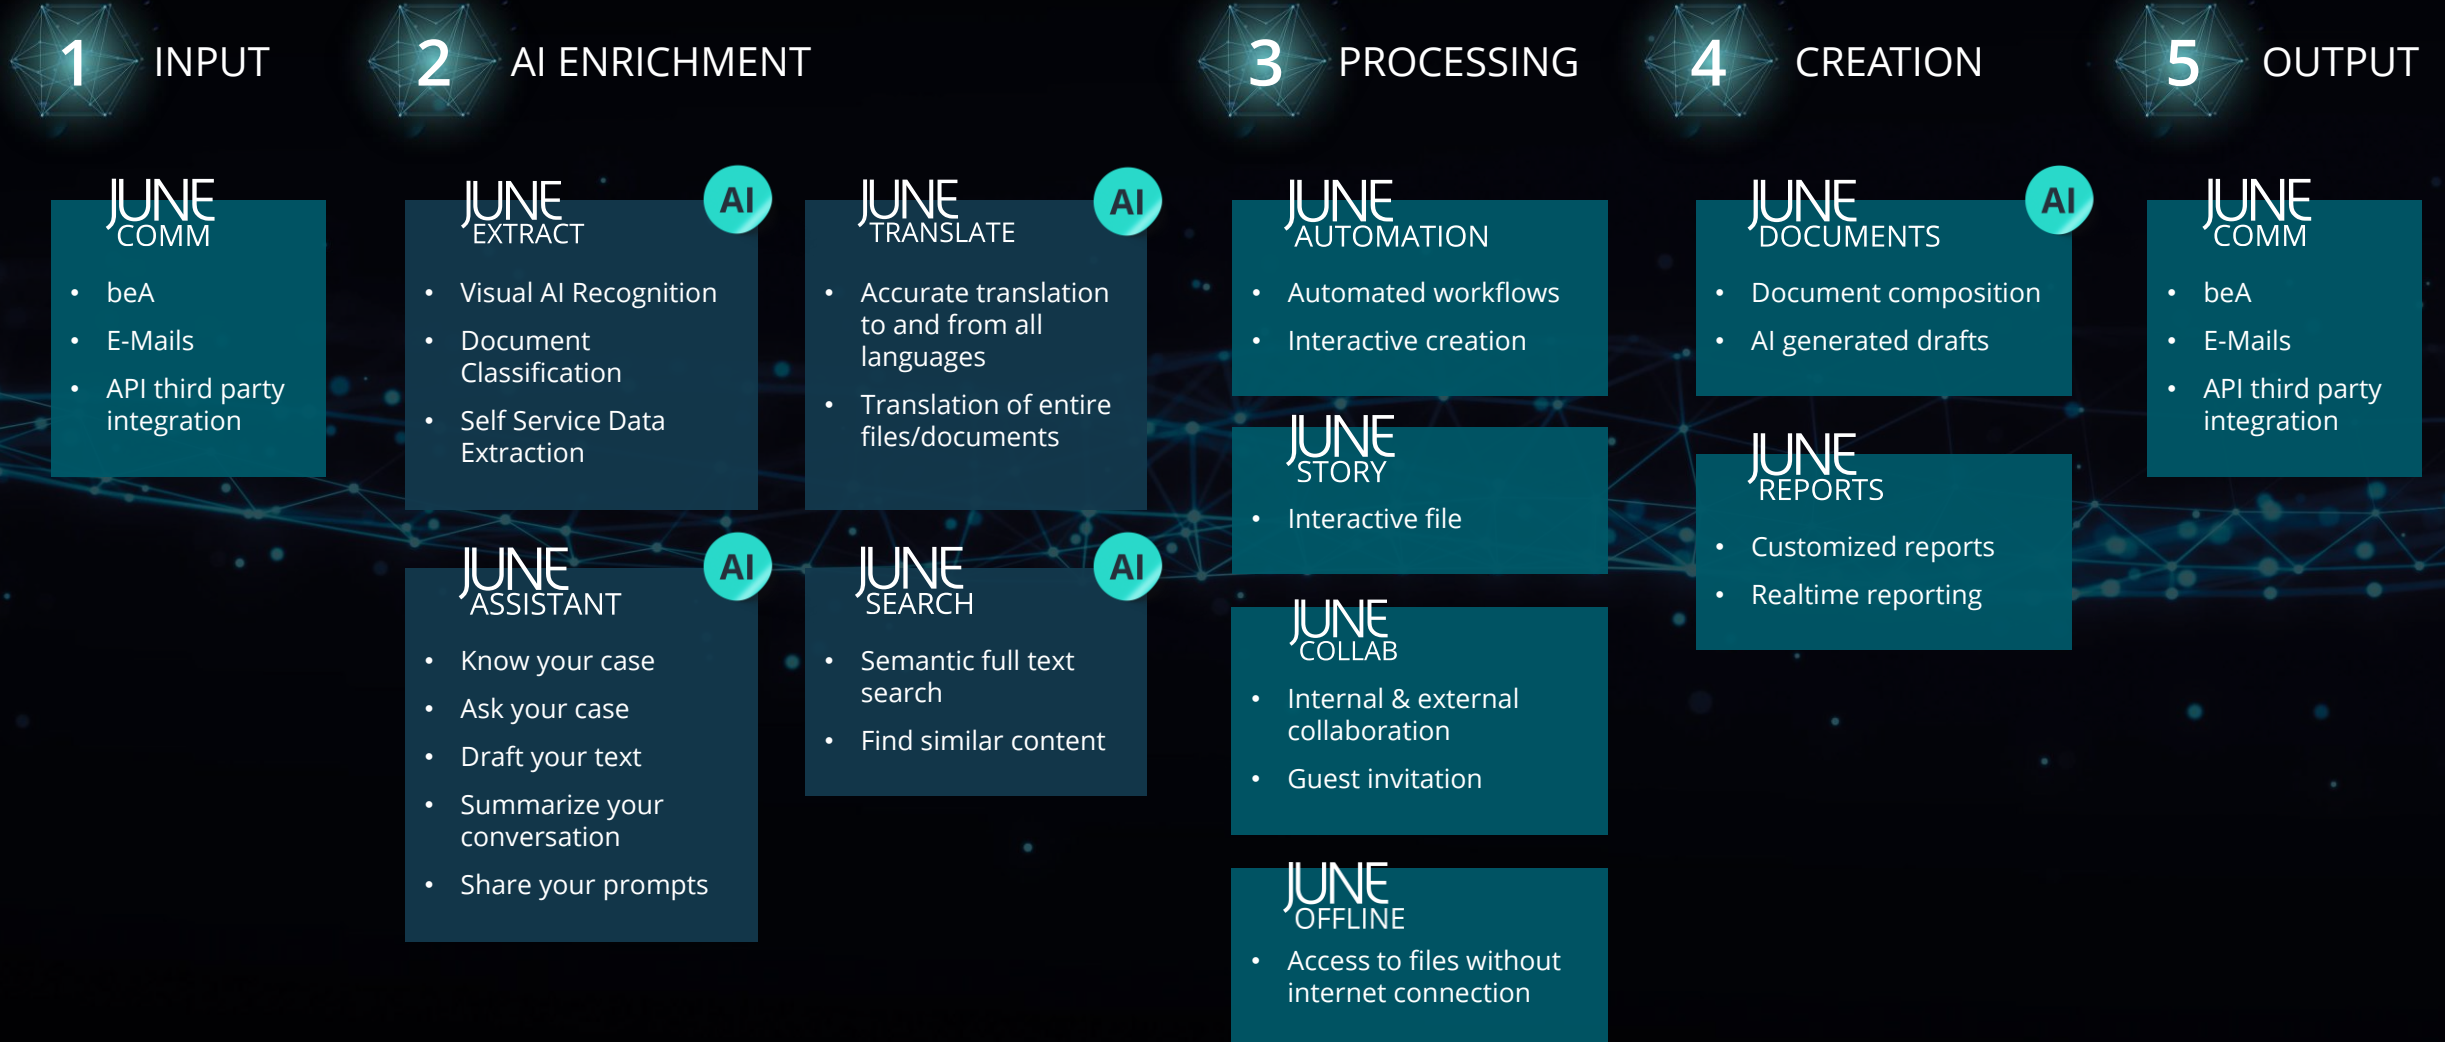 1 INPUT
JUNE
COMM
• beA
• E-Mails
• API third party
integration
2 AI ENRICHMENT
JUNE
EXTRACT
AI
• Visual AI Recognition
• Document
Classification
• Self Service Data
Extraction
JUNE
TRANSLATE
AI
• Accurate translation
to and from all
languages
• Translation of entire
files/documents
JUNE
ASSISTANT
AI
• Know your case
• Ask your case
• Draft your text
• Summarize your
conversation
• Share your prompts
JUNE
SEARCH
AI
• Semantic full text
search
• Find similar content
3 PROCESSING
JUNE
AUTOMATION
• Automated workflows
• Interactive creation
JUNE
STORY
• Interactive file
JUNE
COLLAB
• Internal & external
collaboration
• Guest invitation
JUNE
OFFLINE
• Access to files without
internet connection
4 CREATION
JUNE
DOCUMENTS
AI
• Document composition
• AI generated drafts
JUNE
REPORTS
• Customized reports
• Realtime reporting
5 OUTPUT
JUNE
COMM
• beA
• E-Mails
• API third party
integration